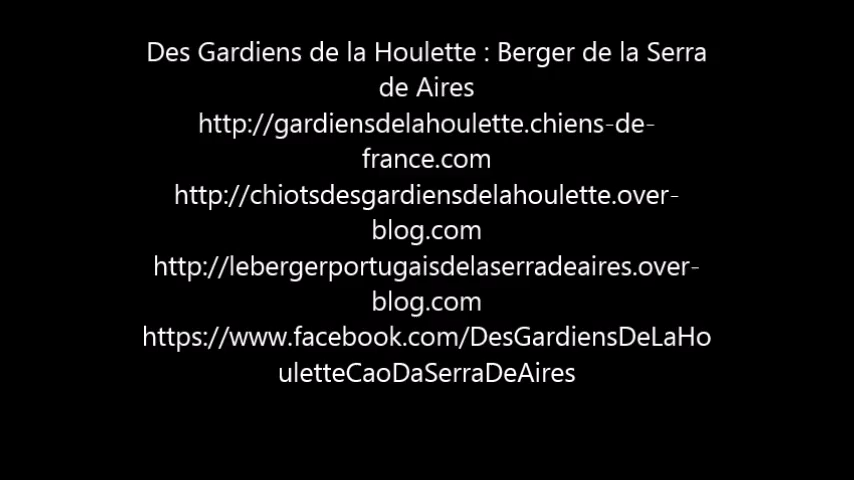 Des Gardiens de la Houlette : Berger de la Serra
de Aires
http://gardiensdelahoulette.chiens-de-
france.com
http://chiotsdesgardiensdelahoulette.over-
blog.com
http://lebergerportugaisdelaserradeaires.over-
blog.com
https://www.facebook.com/DesGardiensDeLaHo
uletteCaoDaSerraDeAires